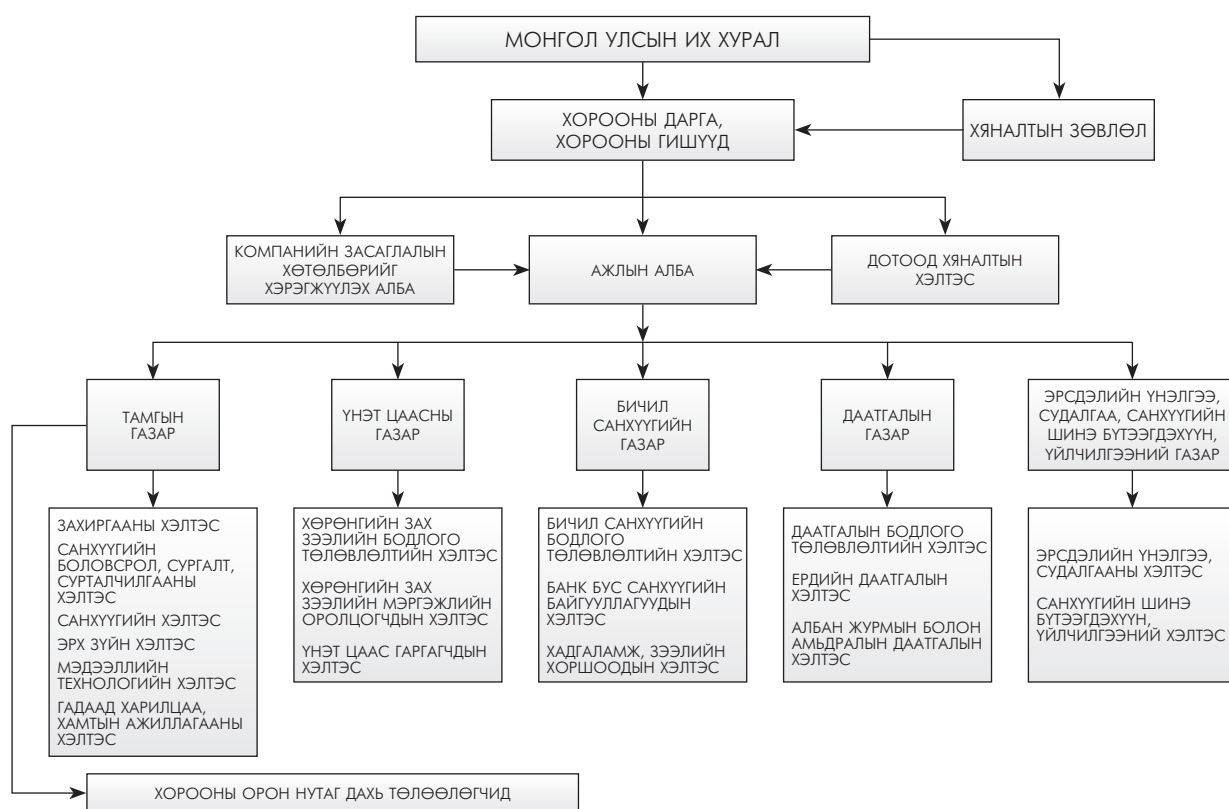 МОНГОЛ УЛСЫН ИХ ХУРАЛ
ХОРООНЫ ДАРГА,
ХОРООНЫ ГИШҮҮД
ХЯНАЛТЫН ЗӨВЛӨЛ
КОМПАНИЙН ЗАСАГЛАЛЫН
ХӨТӨЛБӨРИЙГ
ХЭРЭГЖҮҮЛЭХ АЛБА
АЖЛЫН АЛБА
ДОТООД ХЯНАЛТЫН
ХЭЛТЭС
ТАМГЫН
ГАЗАР
ҮНЭТ ЦААСНЫ
ГАЗАР
БИЧИЛ
САНХҮҮГИЙН
ГАЗАР
ДААТГАЛЫН
ГАЗАР
ЭРСДЭЛИЙН ҮНЭЛГЭЭ,
СУДАЛГАА, САНХҮҮГИЙН
ШИНЭ БҮТЭЭГДЭХҮҮН,
ҮЙЛЧИЛГЭЭНИЙ ГАЗАР
ЗАХИРГААНЫ ХЭЛТЭС
САНХҮҮГИЙН
БОЛОВСРОЛ, СУРГАЛТ,
СУРТАЛЧИЛГААНЫ
ХЭЛТЭС
САНХҮҮГИЙН ХЭЛТЭС
ЭРХ ЗҮЙН ХЭЛТЭС
МЭДЭЭЛЛИЙН
ТЕХНОЛОГИЙН ХЭЛТЭС
ГАДААД ХАРИЛЦАА,
ХАМТЫН АЖИЛЛАГААНЫ
ХЭЛТЭС
ХӨРӨНГИЙН ЗАХ
ЗЭЭЛИЙН БОДЛОГО
ТӨЛӨВЛӨЛТИЙН ХЭЛТЭС
ХӨРӨНГИЙН ЗАХ
ЗЭЭЛИЙН МЭРГЭЖЛИЙН
ОРОЛЦОГЧДЫН ХЭЛТЭС
ҮНЭТ ЦААС ГАРГАГЧДЫН
ХЭЛТЭС
БИЧИЛ САНХҮҮГИЙН
БОДЛОГО
ТӨЛӨВЛӨЛТИЙН ХЭЛТЭС
БАНК БУС САНХҮҮГИЙН
БАЙГУУЛЛАГУУДЫН
ХЭЛТЭС
ХАДГАЛАМЖ, ЗЭЭЛИЙН
ХОРШООДЫН ХЭЛТЭС
ДААТГАЛЫН БОДЛОГО
ТӨЛӨВЛӨЛТИЙН ХЭЛТЭС
ЕРДИЙН ДААТГАЛЫН
ХЭЛТЭС
АЛБАН ЖУРМЫН БОЛОН
АМЬДРАЛЫН ДААТГАЛЫН
ХЭЛТЭС
ЭРСДЭЛИЙН ҮНЭЛГЭЭ,
СУДАЛГААНЫ ХЭЛТЭС
САНХҮҮГИЙН ШИНЭ
БҮТЭЭГДЭХҮҮН,
ҮЙЛЧИЛГЭЭНИЙ ХЭЛТЭС
ХОРООНЫ ОРОН НУТАГ ДАХЬ ТӨЛӨӨЛӨГЧИД